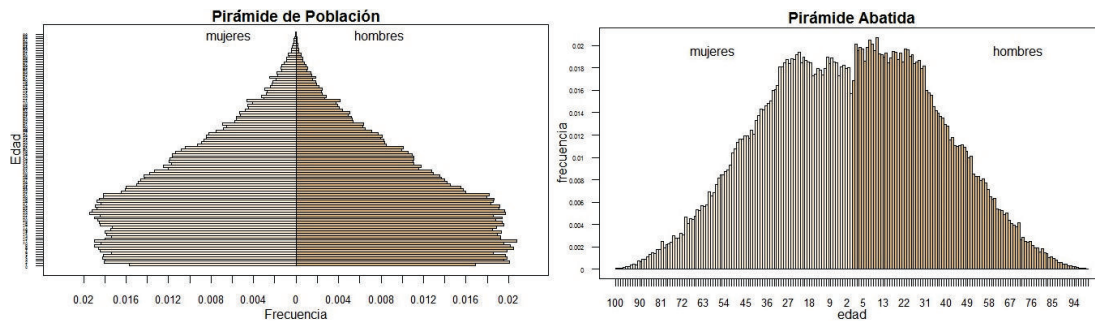 Pirámide de Población
mujeres hombres
Edad
0.02 0.016 0.012 0.008 0.004 0 0.004 0.008 0.012 0.016 0.02
Frecuencia
Pirámide Abatida
mujeres hombres
frecuencia
0.02
0.018
0.016
0.014
0.012
0.01
0.008
0.006
0.004
0.002
0
100 90 81 72 63 54 45 36 27 18 9 2 5 13 22 31 40 49 58 67 76 85 94
edad